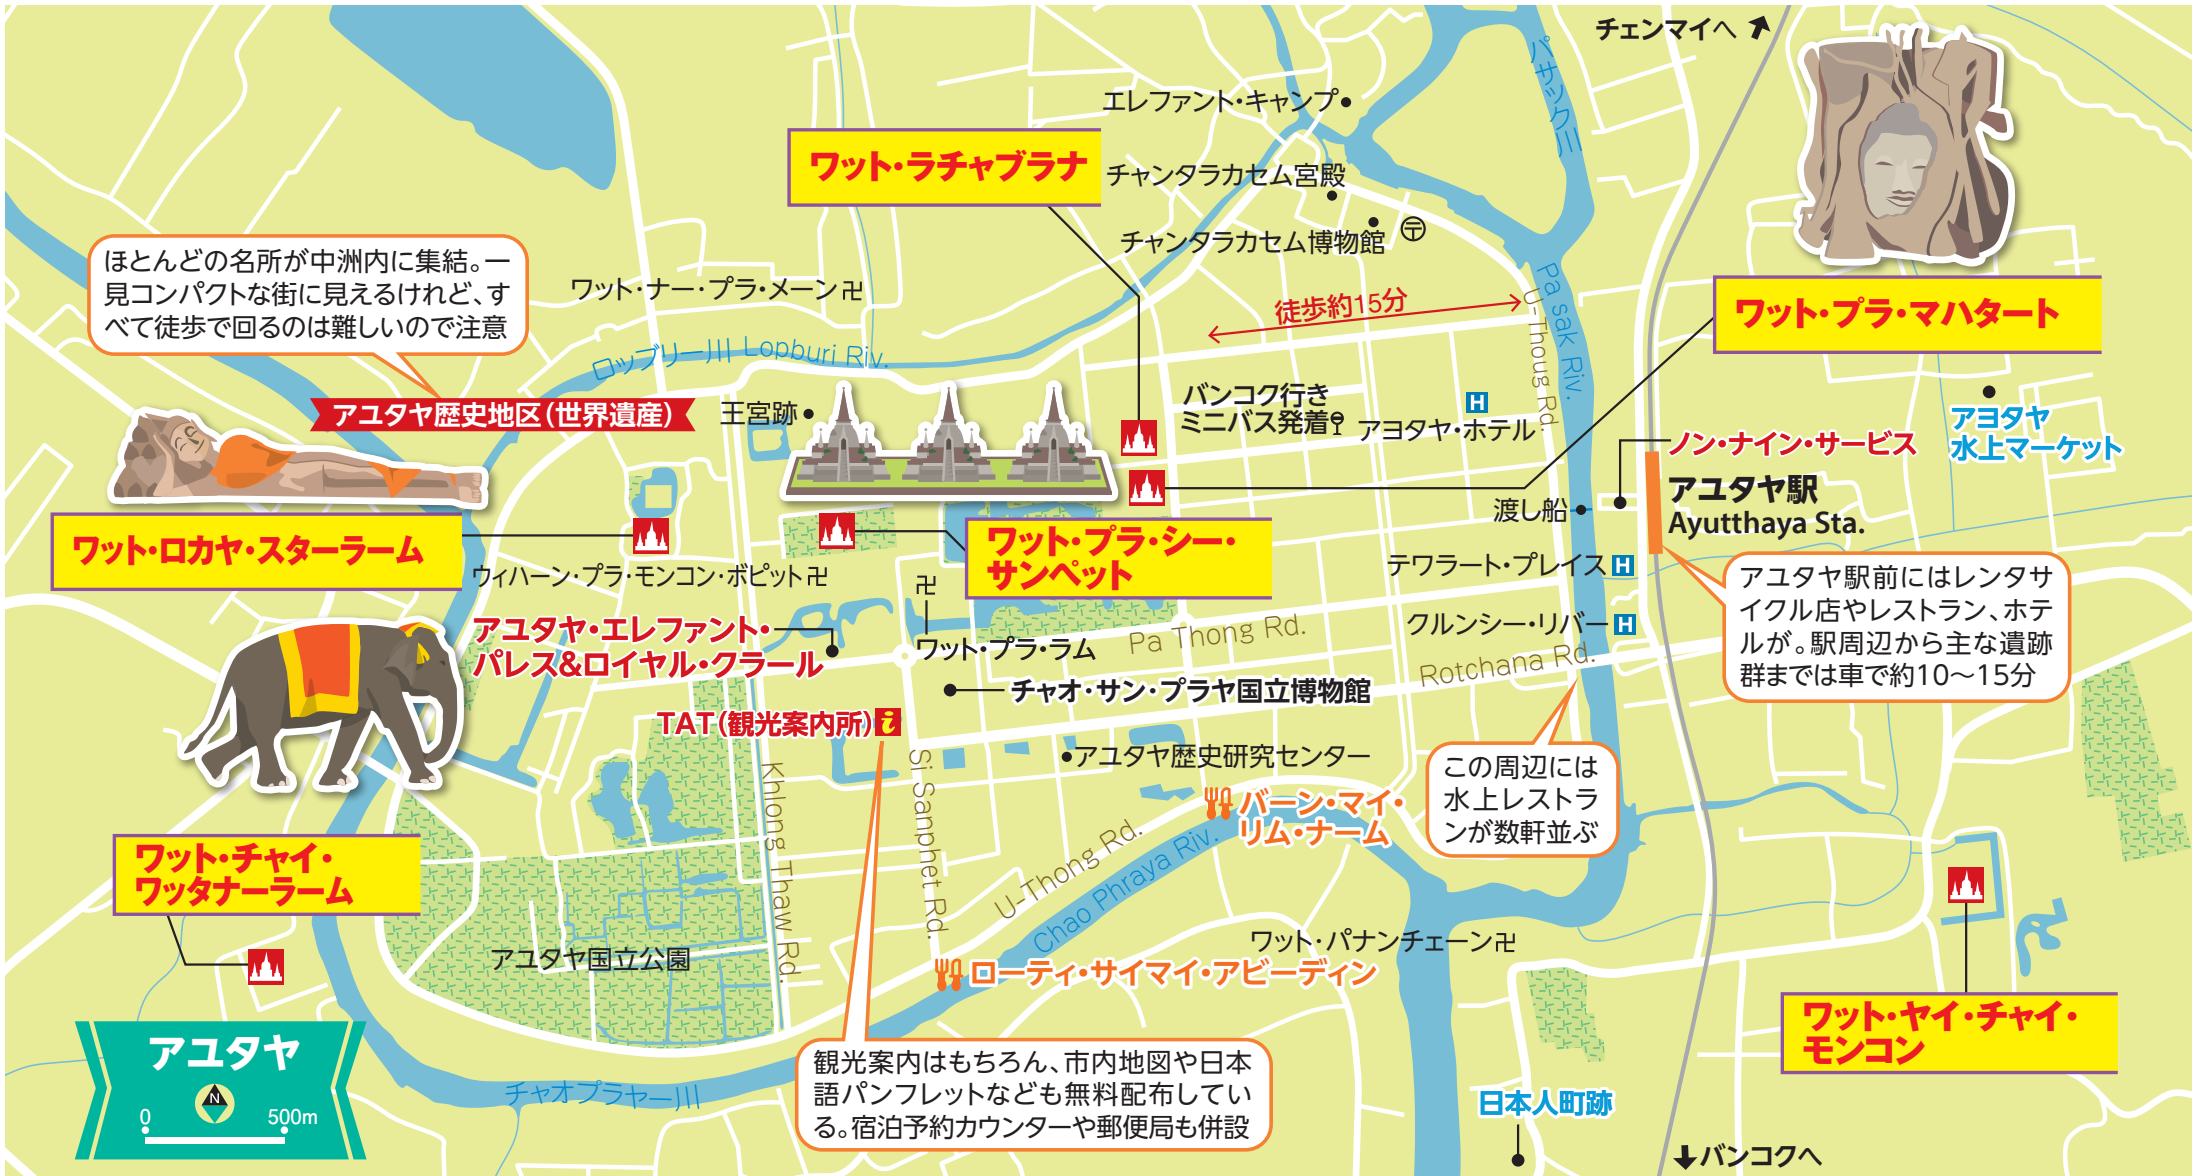 チェンマイへ
パサック川
エレファント・キャンプ
ワット・ラチャブラナ
チャンタラカセム宮殿
チャンタラカセム博物館
ほとんどの名所が中洲内に集結。一
見コンパクトな街に見えるけれど、す
べて徒歩で回るのは難しいので注意
ワット・ナー・プラ・メーン卍
徒歩約15分
Pa sak Riv.
U-Thoug Rd.
ワット・プラ・マハタート
ロッブリー川 Lopburi Riv.
アユタヤ歴史地区(世界遺産)
王宮跡
バンコク行き
ミニバス発着
H
アヨタヤ・ホテル
アヨタヤ
水上マーケット
ノン・ナイン・サービス
アユタヤ駅
Ayutthaya Sta.
渡し船
ワット・ロカヤ・スターラーム
ワット・プラ・シー・
サンペット
ウィハーン・プラ・モンコン・ボピット卍
テワラート・プレイス H
アユタヤ駅前にはレンタサ
イクル店やレストラン、ホテ
ルが。駅周辺から主な遺跡
群までは車で約10〜15分
卍
ワット・プラ・ラム
アユタヤ・エレファント・
パレス&ロイヤル・クラール
Pa Thong Rd.
クルンシー・リバー H
Rotchana Rd.
チャオ・サン・プラヤ国立博物館
TAT(観光案内所) i
アユタヤ歴史研究センター
Khlong Thaw Rd.
Si Sanphet Rd.
この周辺には
水上レストラ
ンが数軒並ぶ
バーン・マイ・
リム・ナーム
U-Thong Rd.
Chao Phraya Riv.
ワット・チャイ・
ワッタナーラーム
アユタヤ国立公園
ワット・パナンチェーン卍
ローティ・サイマイ・アビーディン
ワット・ヤイ・チャイ・
モンコン
アユタヤ
N
0 500m
チャオプラヤー川
観光案内はもちろん、市内地図や日本
語パンフレットなども無料配布してい
る。宿泊予約カウンターや郵便局も併設
日本人町跡
バンコクへ